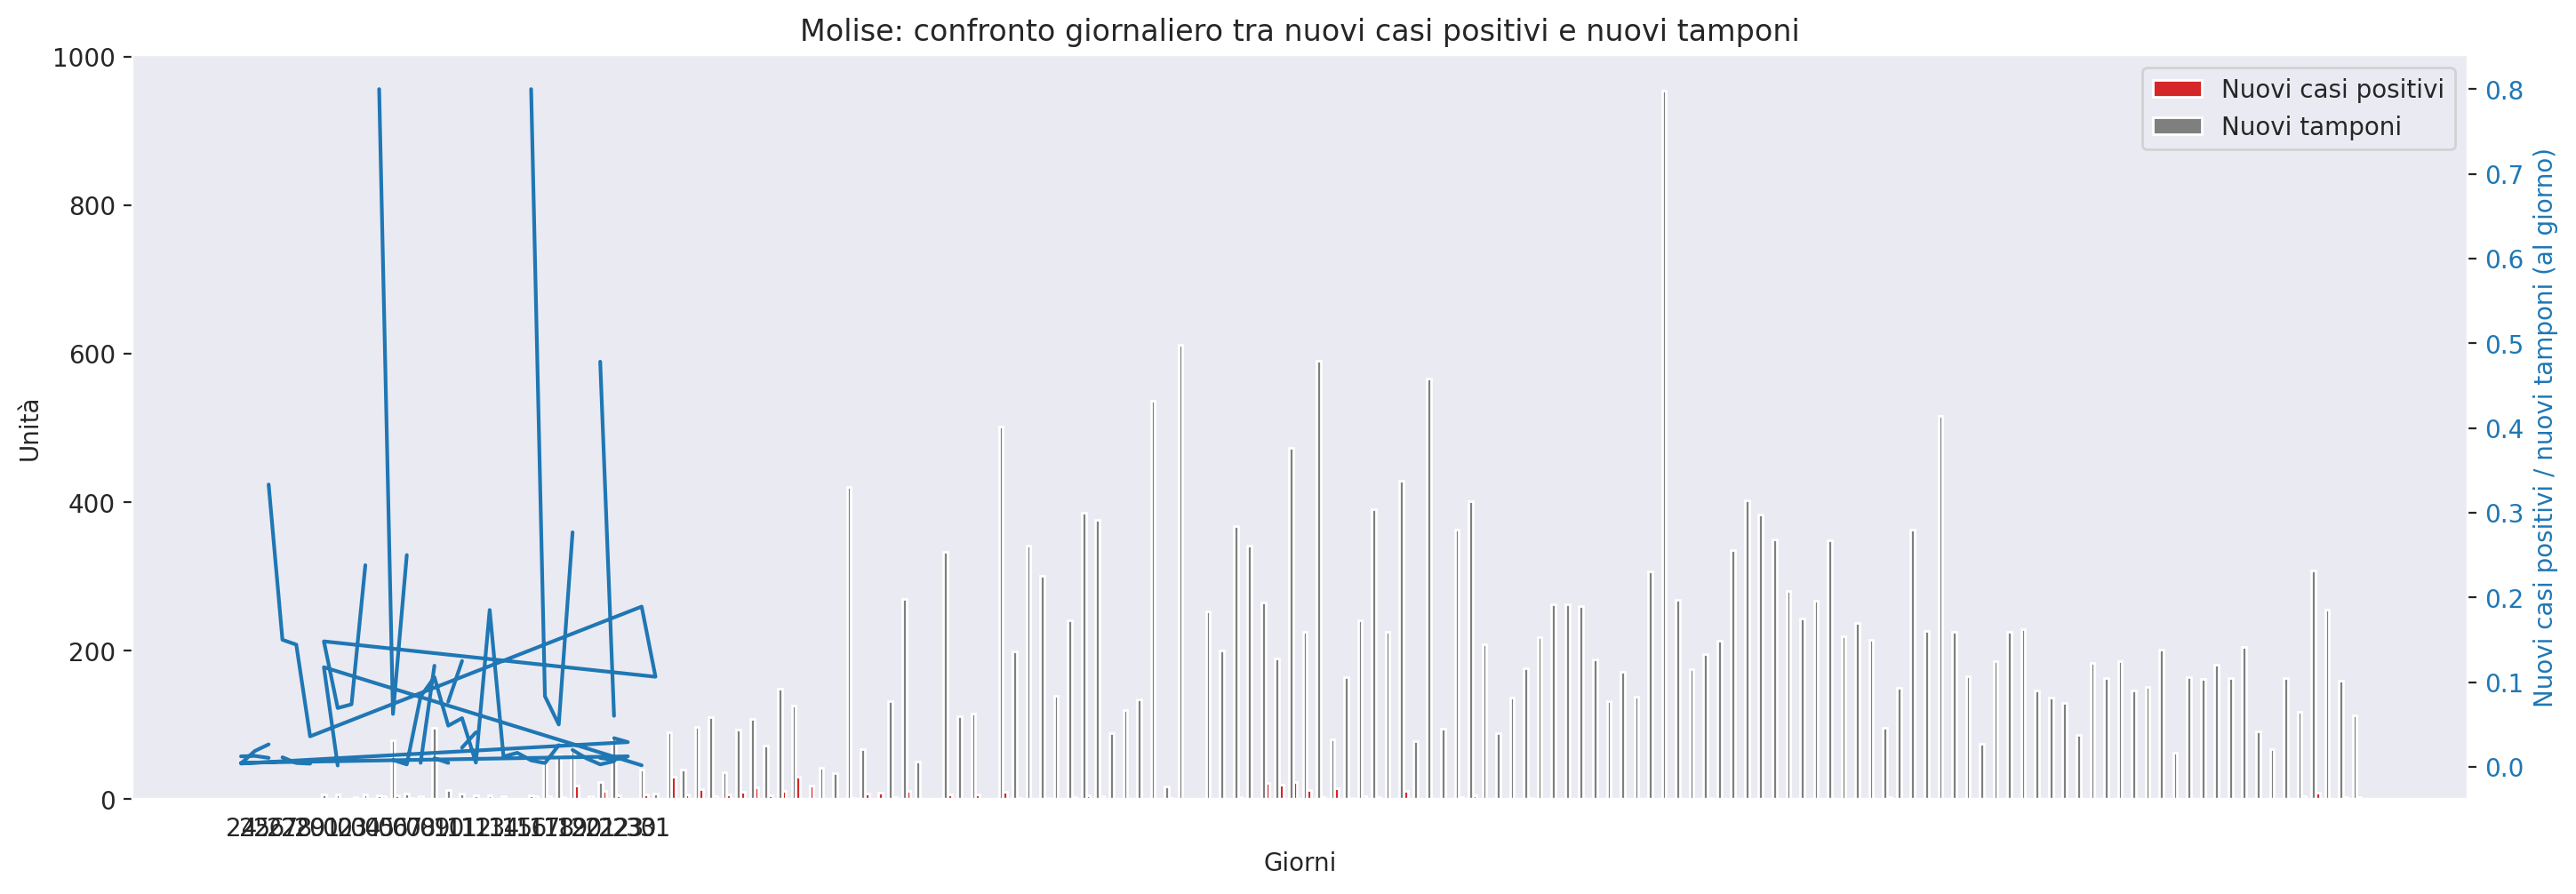 Molise: confronto giornaliero tra nuovi casi positivi e nuovi tamponi
1000
800
600
400
200
0
Unità
Nuovi casi positivi
Nuovi tamponi
0.8
0.7
0.6
0.5
0.4
0.3
0.2
0.1
0.0
Nuovi casi positivi / nuovi tamponi (al giorno)
Giorni